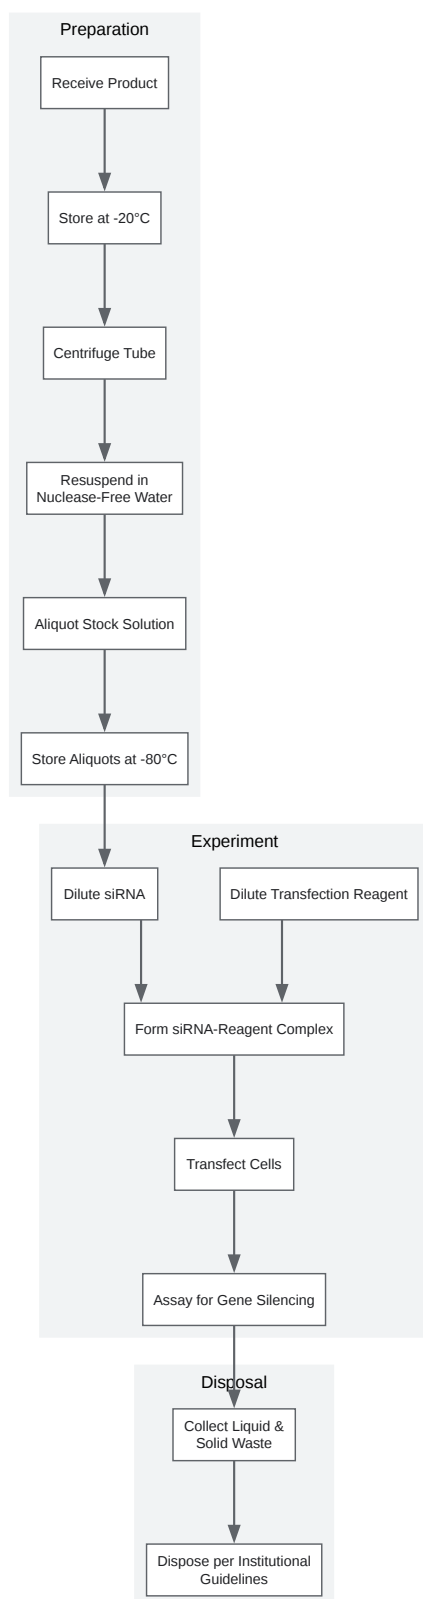 Preparation
Receive Product
Store at -20°C
Centrifuge Tube
Resuspend in
Nuclease-Free Water
Aliquot Stock Solution
Store Aliquots at -80°C
Experiment
Dilute siRNA
Dilute Transfection Reagent
Form siRNA-Reagent Complex
Transfect Cells
Assay for Gene Silencing
Disposal
Collect Liquid &
Solid Waste
Dispose per Institutional
Guidelines